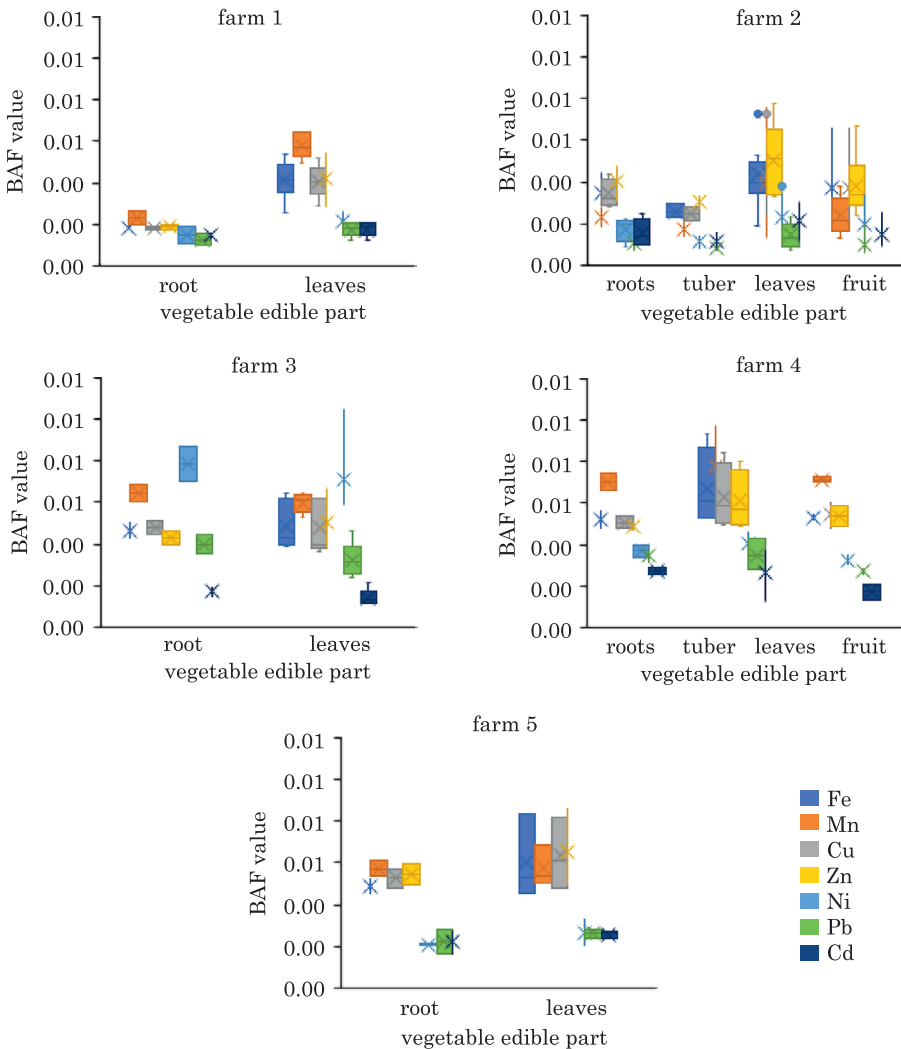 farm 1
0.01
0.01
0.01
0.01
0.00
0.00
0.00
BAF value
root leaves
vegetable edible part
farm 2
0.01
0.01
0.01
0.01
0.00
0.00
0.00
BAF value
roots tuber leaves fruit
vegetable edible part
farm 3
0.01
0.01
0.01
0.01
0.00
0.00
0.00
BAF value
root leaves
vegetable edible part
farm 4
0.01
0.01
0.01
0.01
0.00
0.00
0.00
BAF value
roots tuber leaves fruit
vegetable edible part
farm 5
0.01
0.01
0.01
0.01
0.00
0.00
0.00
BAF value
root leaves
vegetable edible part
Fe
Mn
Cu
Zn
Ni
Pb
Cd